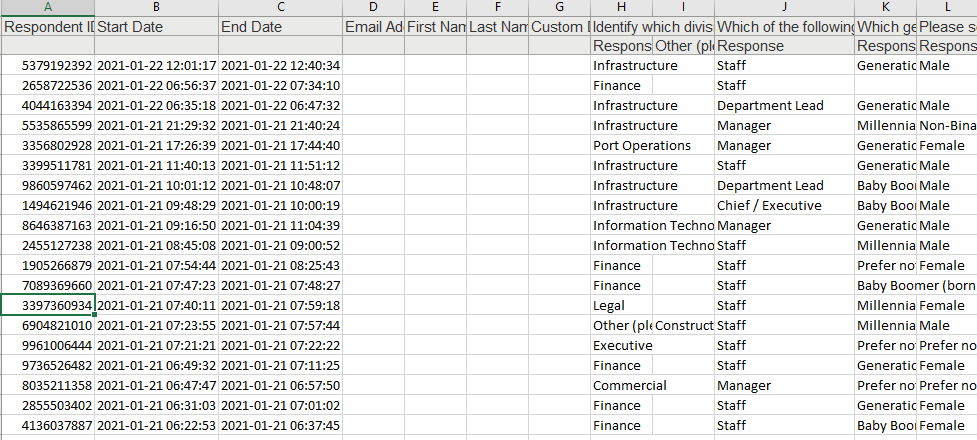 A B C D E F G H I J K L
Respondent I Start Date End Date Email Ad First Nan Last Nam Custom Identify which divis Which of the following Which ge Please s
Respons Other (ple Response Respons Respons
5379192392 2021-01-22 12:01:17 2021-01-22 12:40:34 Infrastructure Staff Generatic Male
2658722536 2021-01-22 06:56:37 2021-01-22 07:34:10 Finance Staff
4044163394 2021-01-22 06:35:18 2021-01-22 06:47:32 Infrastructure Department Lead Generatic Male
5535865599 2021-01-21 21:29:32 2021-01-21 21:40:24 Infrastructure Manager Millennia Non-Bina
3356802928 2021-01-21 17:26:39 2021-01-21 17:44:40 Port Operations Manager Generatic Female
3399511781 2021-01-21 11:40:13 2021-01-21 11:51:12 Infrastructure Staff Generatic Male
9860597462 2021-01-21 10:01:12 2021-01-21 10:48:07 Infrastructure Department Lead Baby Boo Male
1494621946 2021-01-21 09:48:29 2021-01-21 10:00:19 Infrastructure Chief / Executive Baby Boo Male
8646387163 2021-01-21 09:16:50 2021-01-21 11:04:39 Information Techno Manager Generatic Male
2455127238 2021-01-21 08:45:08 2021-01-21 09:00:52 Information Techno Staff Millennia Male
1905266879 2021-01-21 07:54:44 2021-01-21 08:25:43 Finance Staff Prefer no Female
7089369660 2021-01-21 07:47:23 2021-01-21 07:48:27 Finance Staff Baby Boomer (born
3397360934 2021-01-21 07:40:11 2021-01-21 07:59:18 Legal Staff Millennia Female
6904821010 2021-01-21 07:23:55 2021-01-21 07:57:44 Other (ple Construct Staff Millennia Male
9961006444 2021-01-21 07:21:21 2021-01-21 07:22:22 Executive Staff Prefer no Prefer no
9736526482 2021-01-21 06:49:32 2021-01-21 07:11:25 Finance Staff Generatic Female
8035211358 2021-01-21 06:47:47 2021-01-21 06:57:50 Commercial Manager Prefer no Prefer no
2855503402 2021-01-21 06:31:03 2021-01-21 07:01:02 Finance Staff Generatic Female
4136037887 2021-01-21 06:22:53 2021-01-21 06:37:45 Finance Staff Baby Boo Female